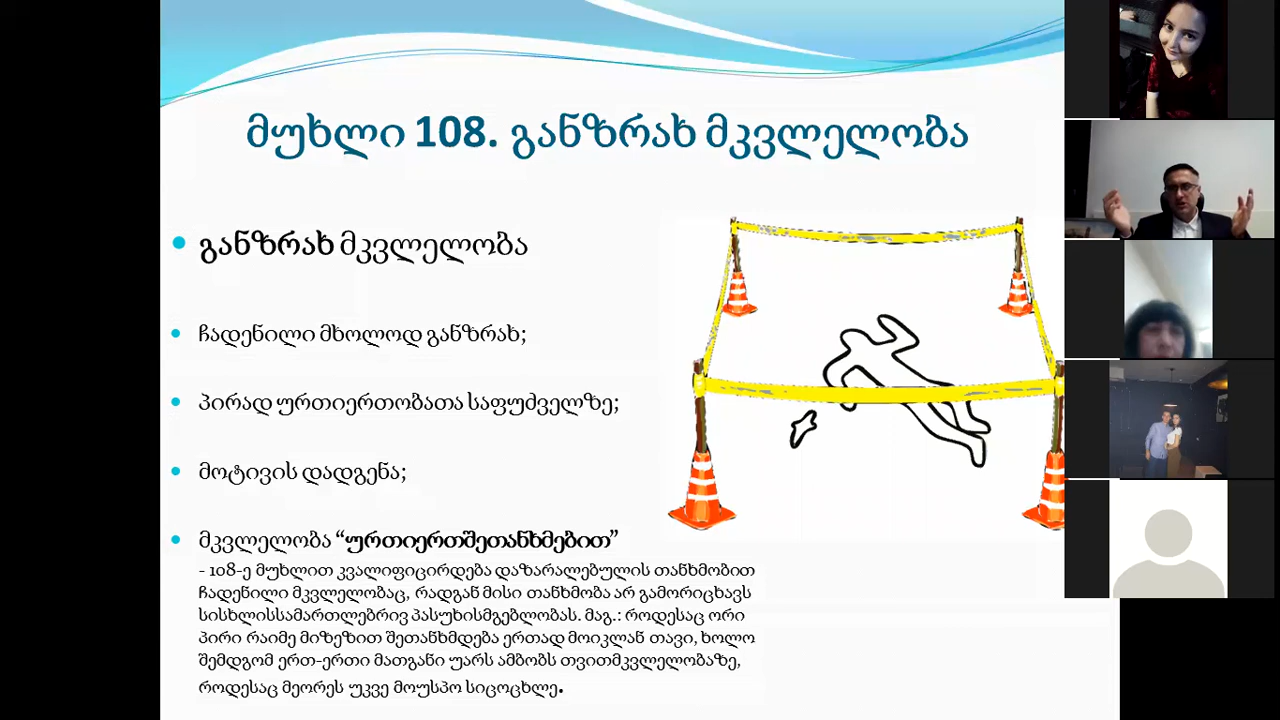 მუხლი 108. განზრახ მკვლელობა
• განზრახ მკვლელობა
• ჩადენილი მხოლოდ განზრახ;
• პირად ურთიერთობათა საფუძველზე;
• მოტივის დადგენა;
• მკვლელობა “ურთიერთშეთანხმებით”
- 108-ე მუხლით კვალიფიცირდება დაზარალებულის თანხმობით
ჩადენილი მკვლელობაც, რადგან მისი თანხმობა არ გამორიცხავს
სისხლისსამართლებრივ პასუხისმგებლობას. მაგ.: როდესაც ორი
პირი რაიმე მიზეზით შეთანხმდება ერთად მოიკლან თავი, ხოლო
შემდგომ ერთ-ერთი მათგანი უარს ამბობს თვითმკვლელობაზე,
როდესაც მეორეს უკვე მოუსპო სიცოცხლე.